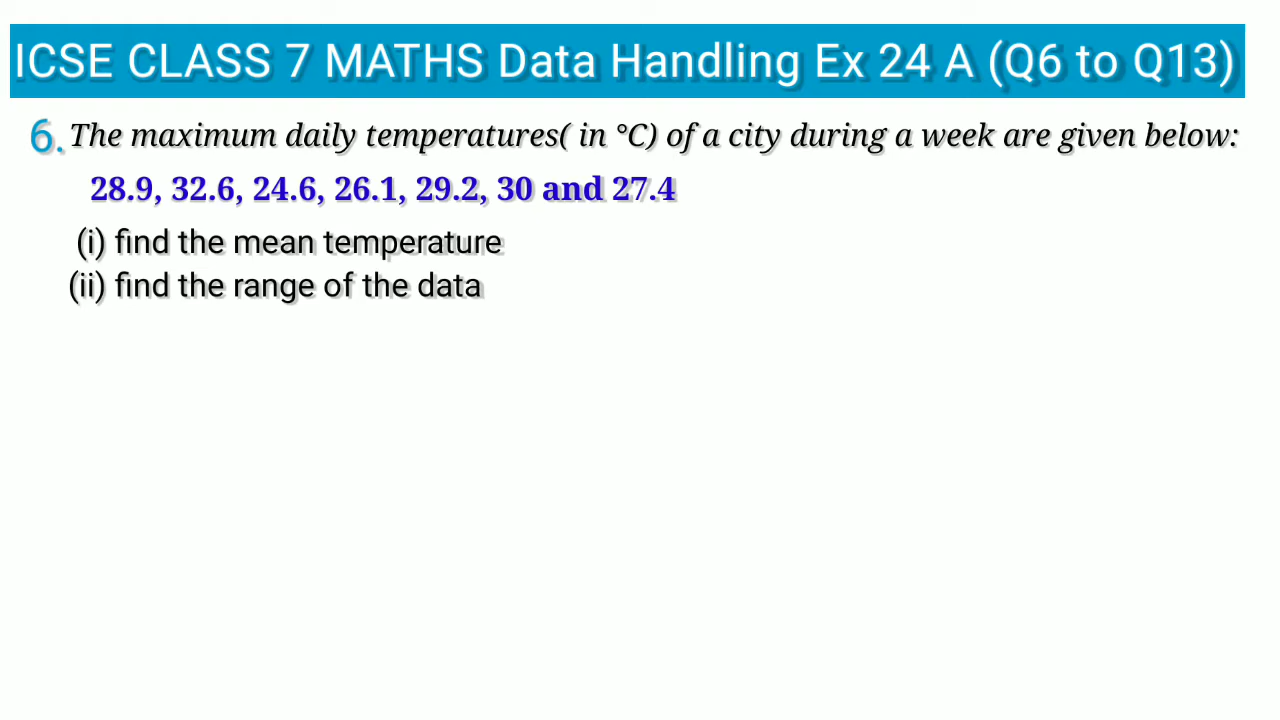 ICSE CLASS 7 MATHS Data Handling Ex 24 A (Q6 to Q13)
6. The maximum daily temperatures( in °C) of a city during a week are given below:
28.9, 32.6, 24.6, 26.1, 29.2, 30 and 27.4
(i) find the mean temperature
(ii) find the range of the data